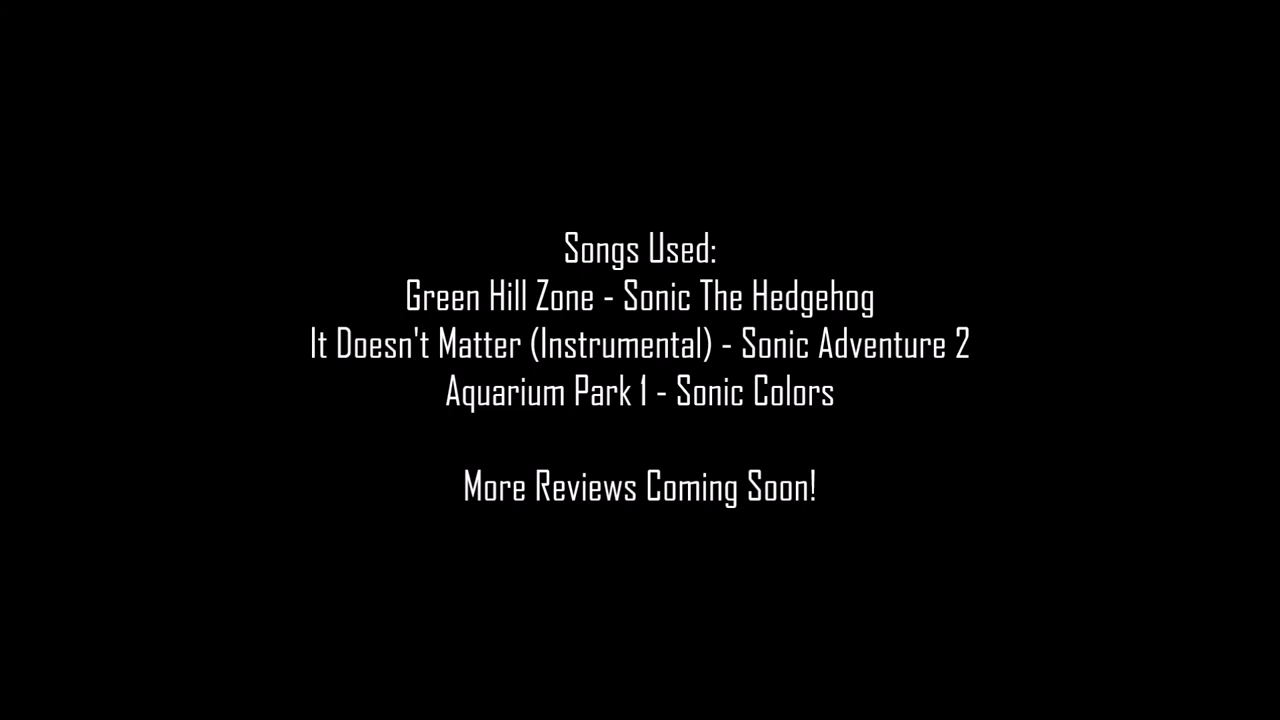 Songs Used:
Green Hill Zone - Sonic The Hedgehog
It Doesn't Matter (Instrumental) - Sonic Adventure 2
Aquarium Park 1 - Sonic Colors
More Reviews Coming Soon!